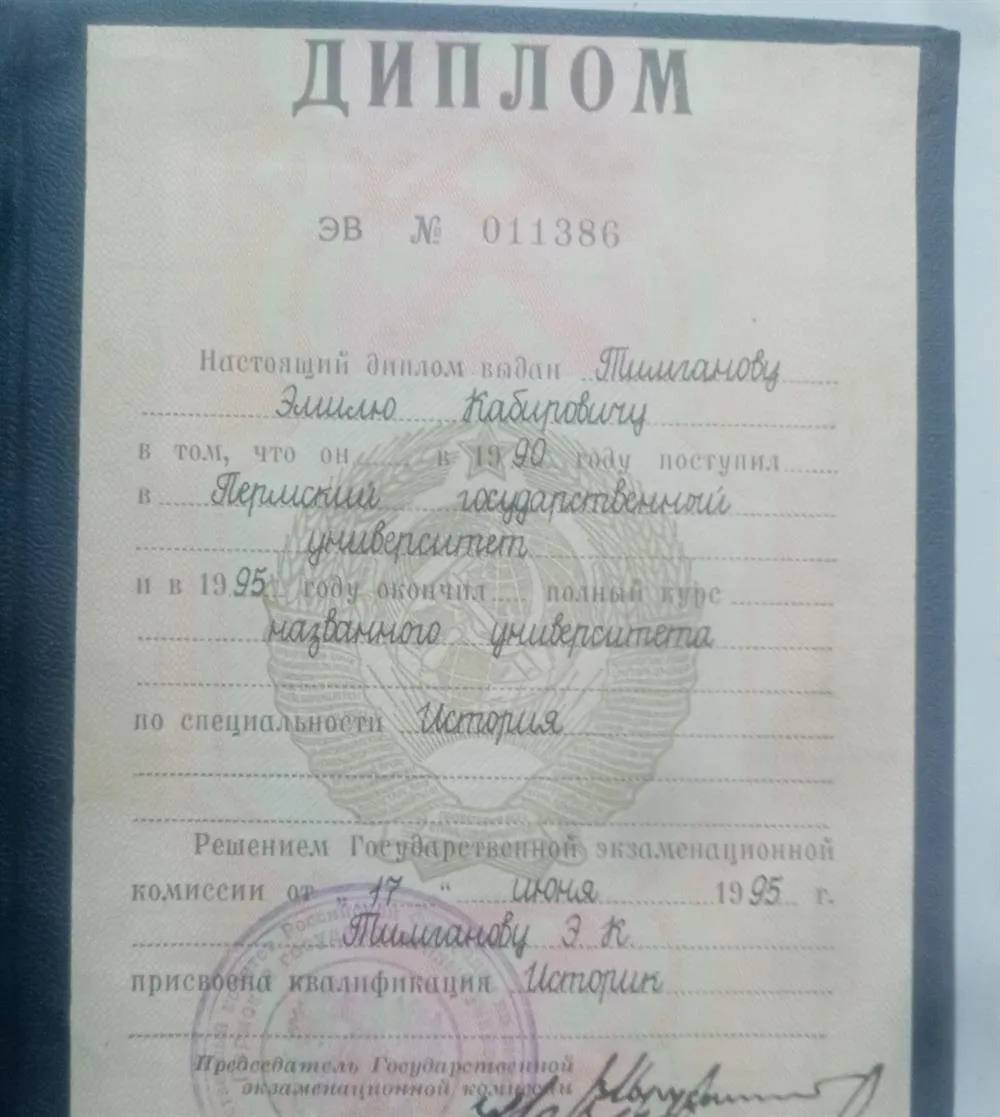 ДИПЛОМ
ЭВ № 011386
Настоящий диплом выдан Тимганову
Эмилю Кабировичу
в том, что он в 1990 году поступил
в Пермский государственный
университет
и в 1995 году окончил полный курс
названного университета
по специальности История
Решением Государственной экзаменационной
комиссии от „17“ июня 1995 г.
Тимганову Э. К.
присвоена квалификация Историк
Председатель Государственной
экзаменационной комиссии